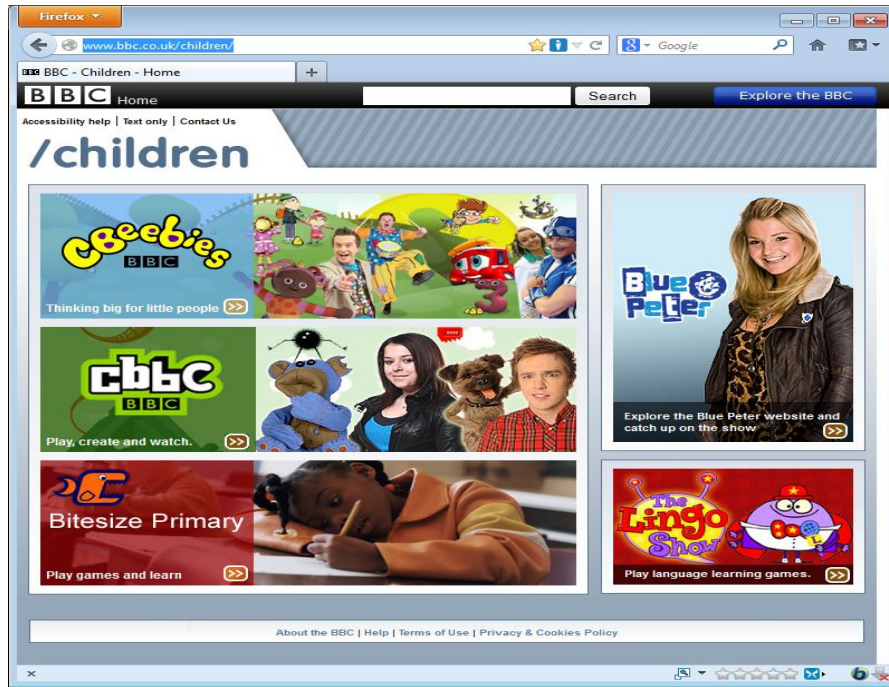 Firefox
www.bbc.co.uk/children/
Google
BBC BBC - Children - Home
BBC Home
Search
Explore the BBC
Accessibility help | Text only | Contact Us
/children
CBeebies
BBC
Thinking big for little people
cbbc
BBC
Play, create and watch.
Bitesize Primary
Play games and learn
Blue
Peter
Explore the Blue Peter website and
catch up on the show
The
Lingo
Show
Play language learning games.
About the BBC | Help | Terms of Use | Privacy & Cookies Policy